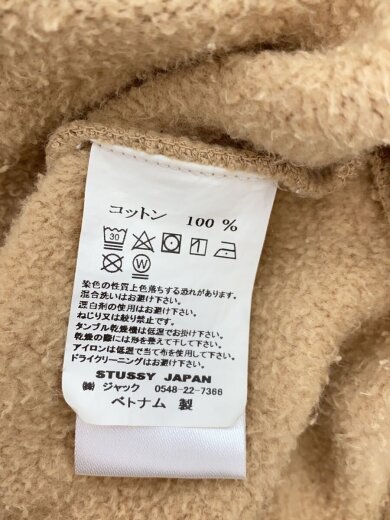 コットン 100 %
30
W
染色の性質上色落ちする恐れがあります。
混合洗いはお避け下さい。
漂白剤の使用はお避け下さい。
ねじり又は絞り禁止です。
タンブル乾燥機は低温でお掛け下さい。
乾燥の際には形を整えて干して下さい。
アイロンは低温で当て布を使用して下さい。
ドライクリーニングはお避け下さい。
STUSSY JAPAN
㈱ ジャック 0548-22-7366
ベトナム 製